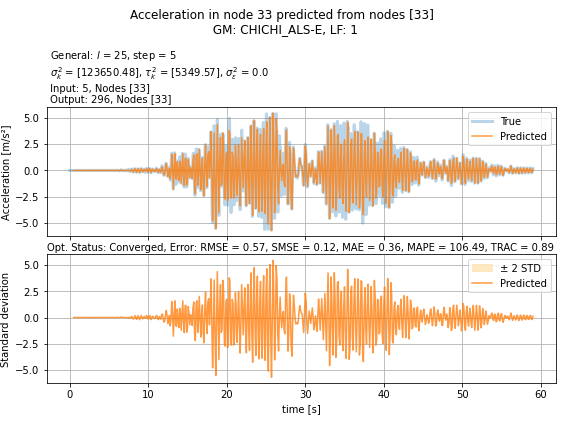 Acceleration in node 33 predicted from nodes [33]
GM: CHICHI_ALS-E, LF: 1
General: l = 25, step = 5
σ²ₖ = [123650.48], τ²ₖ = [5349.57], σ²ε = 0.0
Input: 5, Nodes [33]
Output: 296, Nodes [33]
5.0
2.5
0.0
−2.5
−5.0
Acceleration [m/s²]
True
Predicted
Opt. Status: Converged, Error: RMSE = 0.57, SMSE = 0.12, MAE = 0.36, MAPE = 106.49, TRAC = 0.89
5.0
2.5
0.0
−2.5
−5.0
Standard deviation
± 2 STD
Predicted
0 10 20 30 40 50 60
time [s]